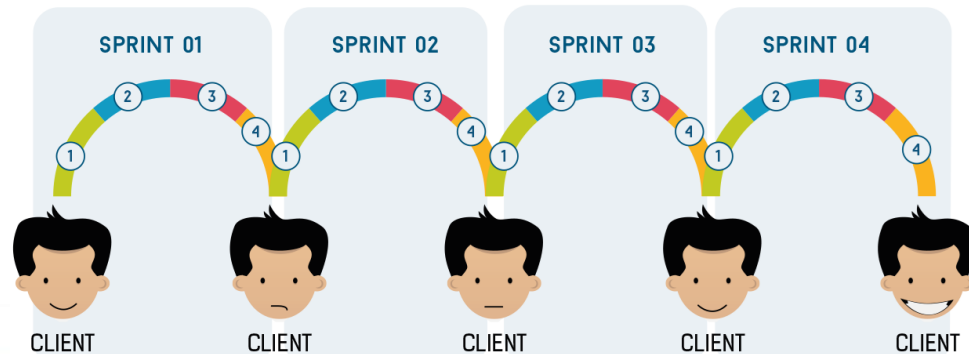 SPRINT 01 SPRINT 02 SPRINT 03 SPRINT 04
1 2 3 4 1 2 3 4 1 2 3 4 1 2 3 4
CLIENT CLIENT CLIENT CLIENT CLIENT